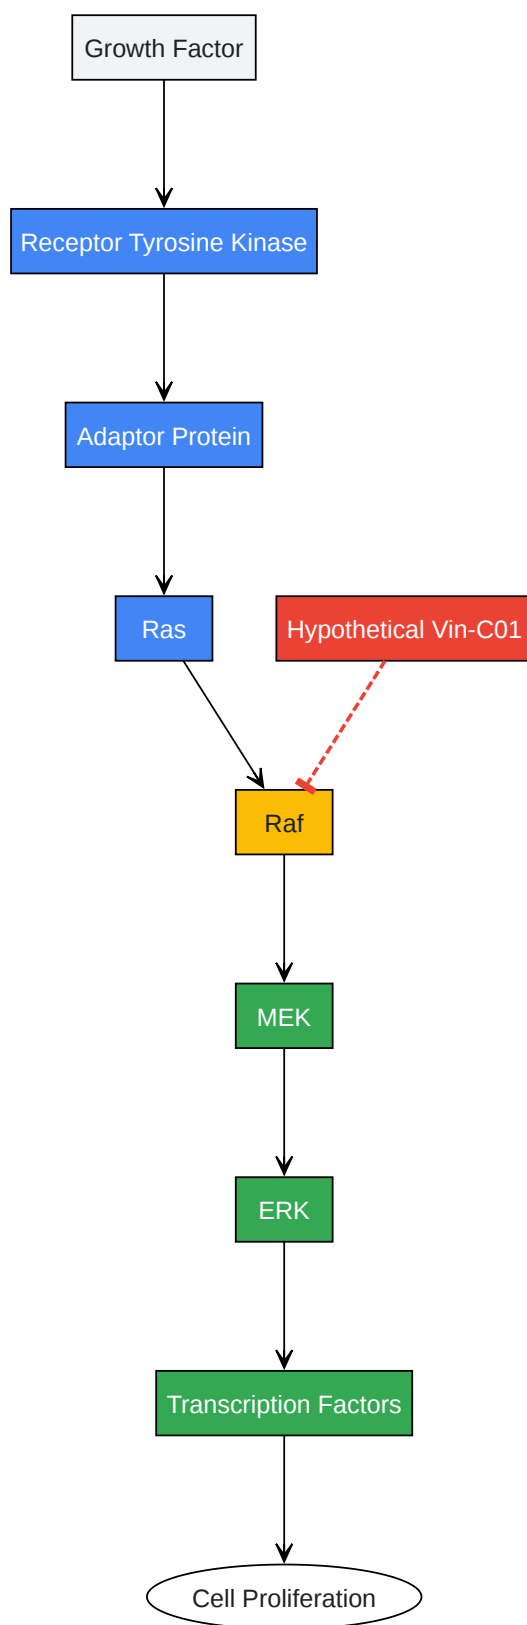 Growth Factor
Receptor Tyrosine Kinase
Adaptor Protein
Ras
Hypothetical Vin-C01
Raf
MEK
ERK
Transcription Factors
Cell Proliferation